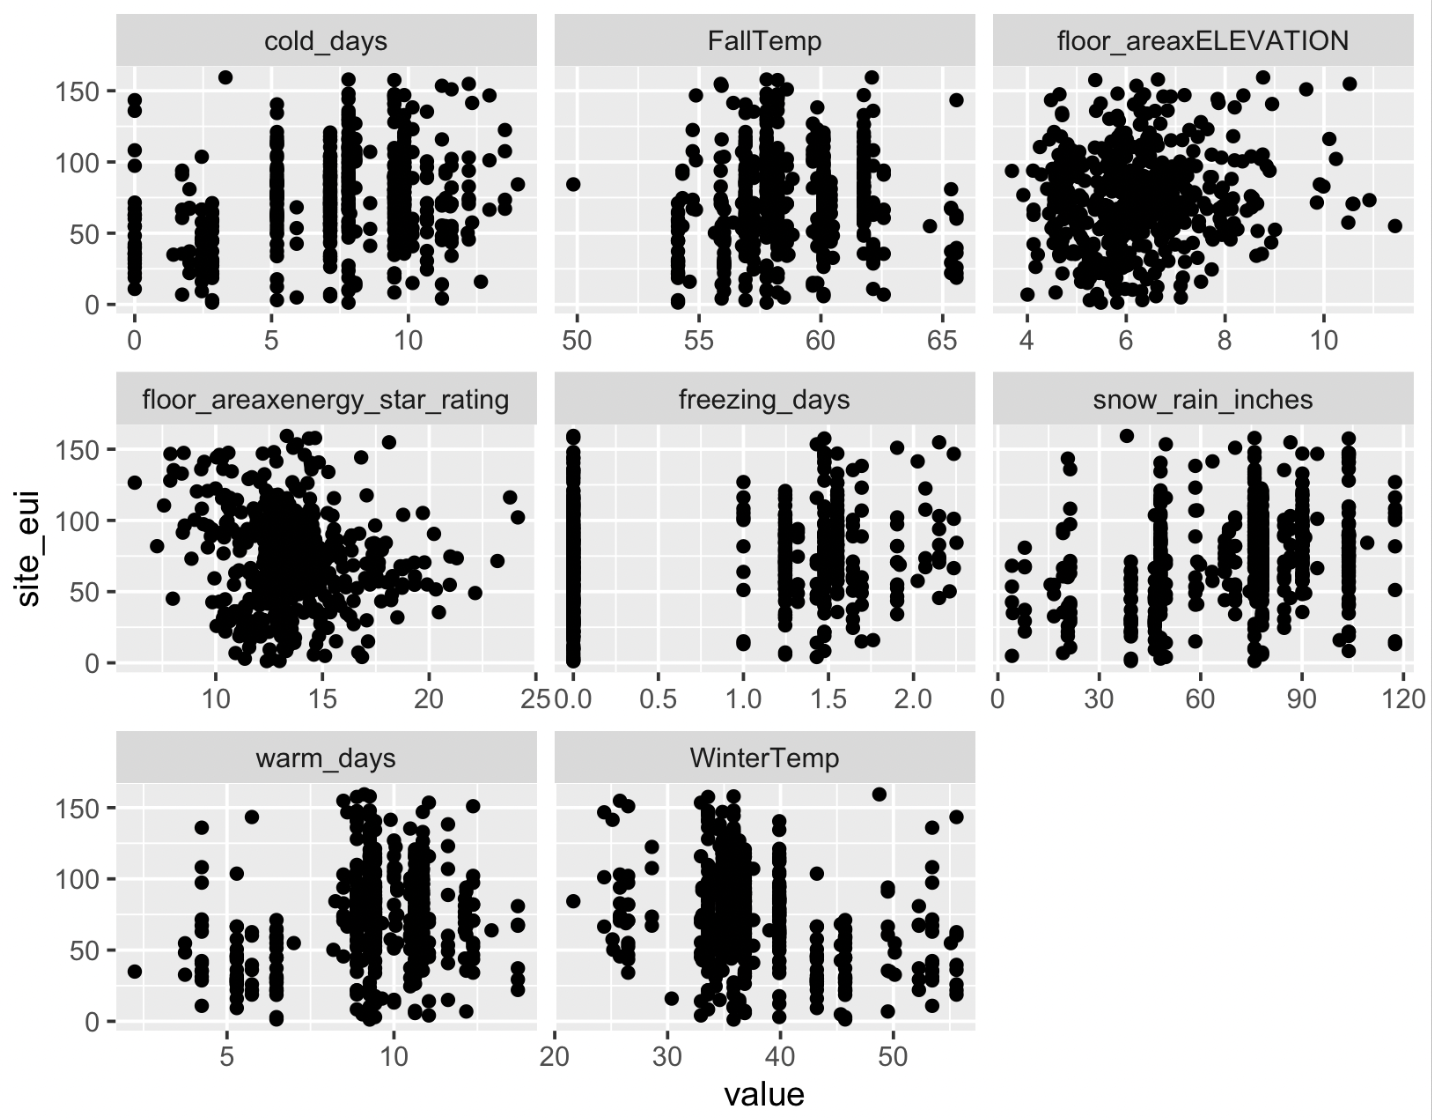 cold_days FallTemp floor_areaxELEVATION
150
100
50
0
0 5 10 50 55 60 65 4 6 8 10
floor_areaxenergy_star_rating freezing_days snow_rain_inches
150
100
50
0
10 15 20 25 0.0 0.5 1.0 1.5 2.0 0 30 60 90 120
site_eui
warm_days WinterTemp
150
100
50
0
5 10 20 30 40 50
value